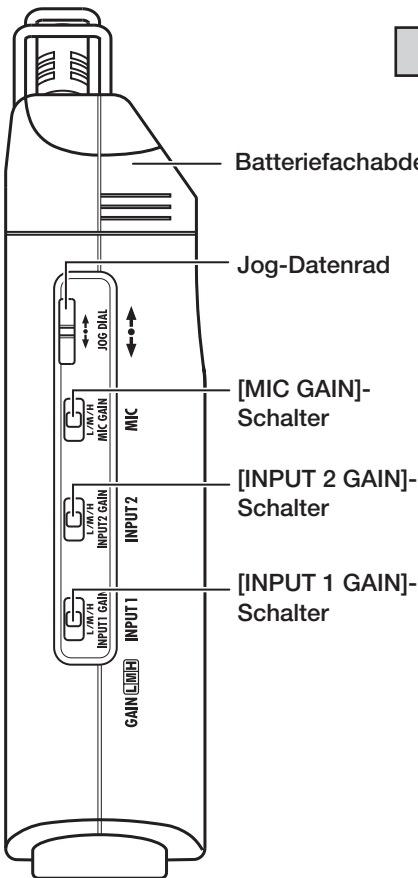 Jog-Datenrad
[MIC GAIN]-
Schalter
[INPUT 2 GAIN]-
Schalter
[INPUT 1 GAIN]-
Schalter
JOG DIAL
L/M/H
MIC GAIN
MIC
L/M/H
INPUT2 GAIN
INPUT 2
L/M/H
INPUT1 GAIN
INPUT 1
GAIN L M H